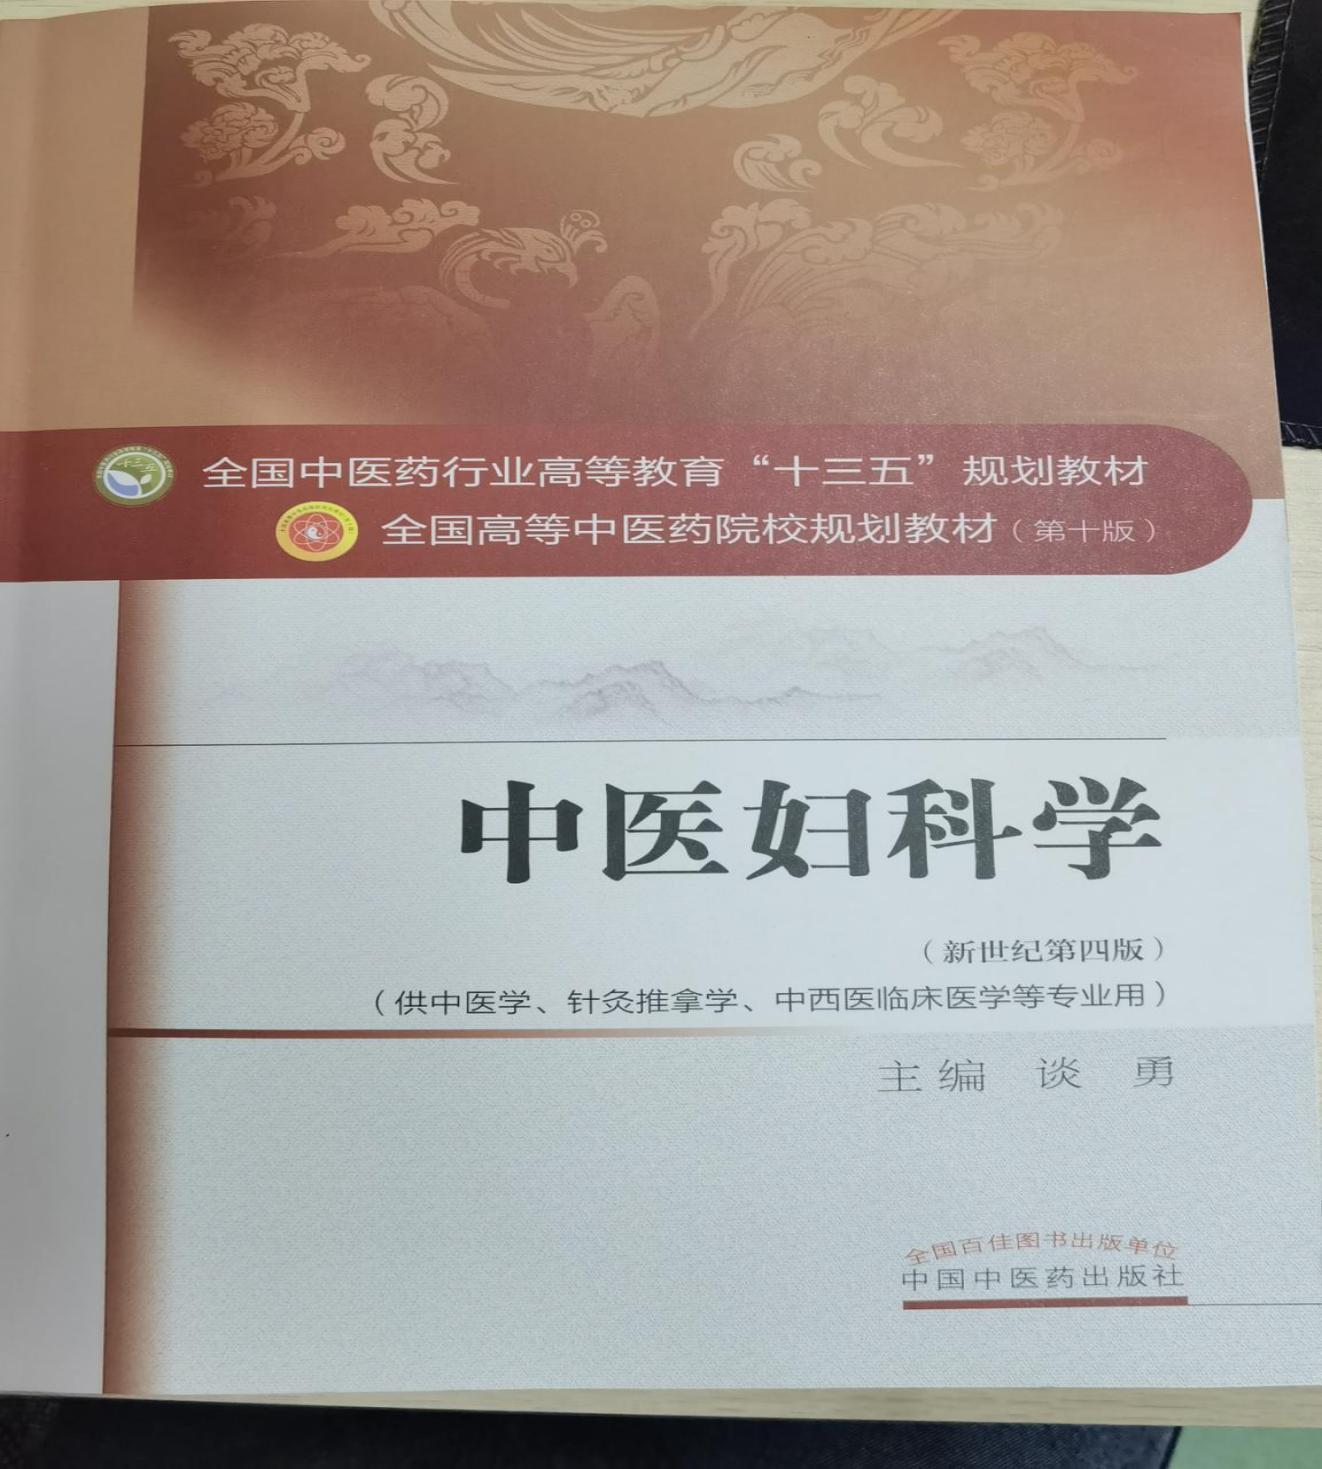 全国中医药行业高等教育“十三五”规划教材
全国高等中医药院校规划教材（第十版）
中医妇科学
（新世纪第四版）
（供中医学、针灸推拿学、中西医临床医学等专业用）
主编 谈 勇
全国百佳图书出版单位
中国中医药出版社